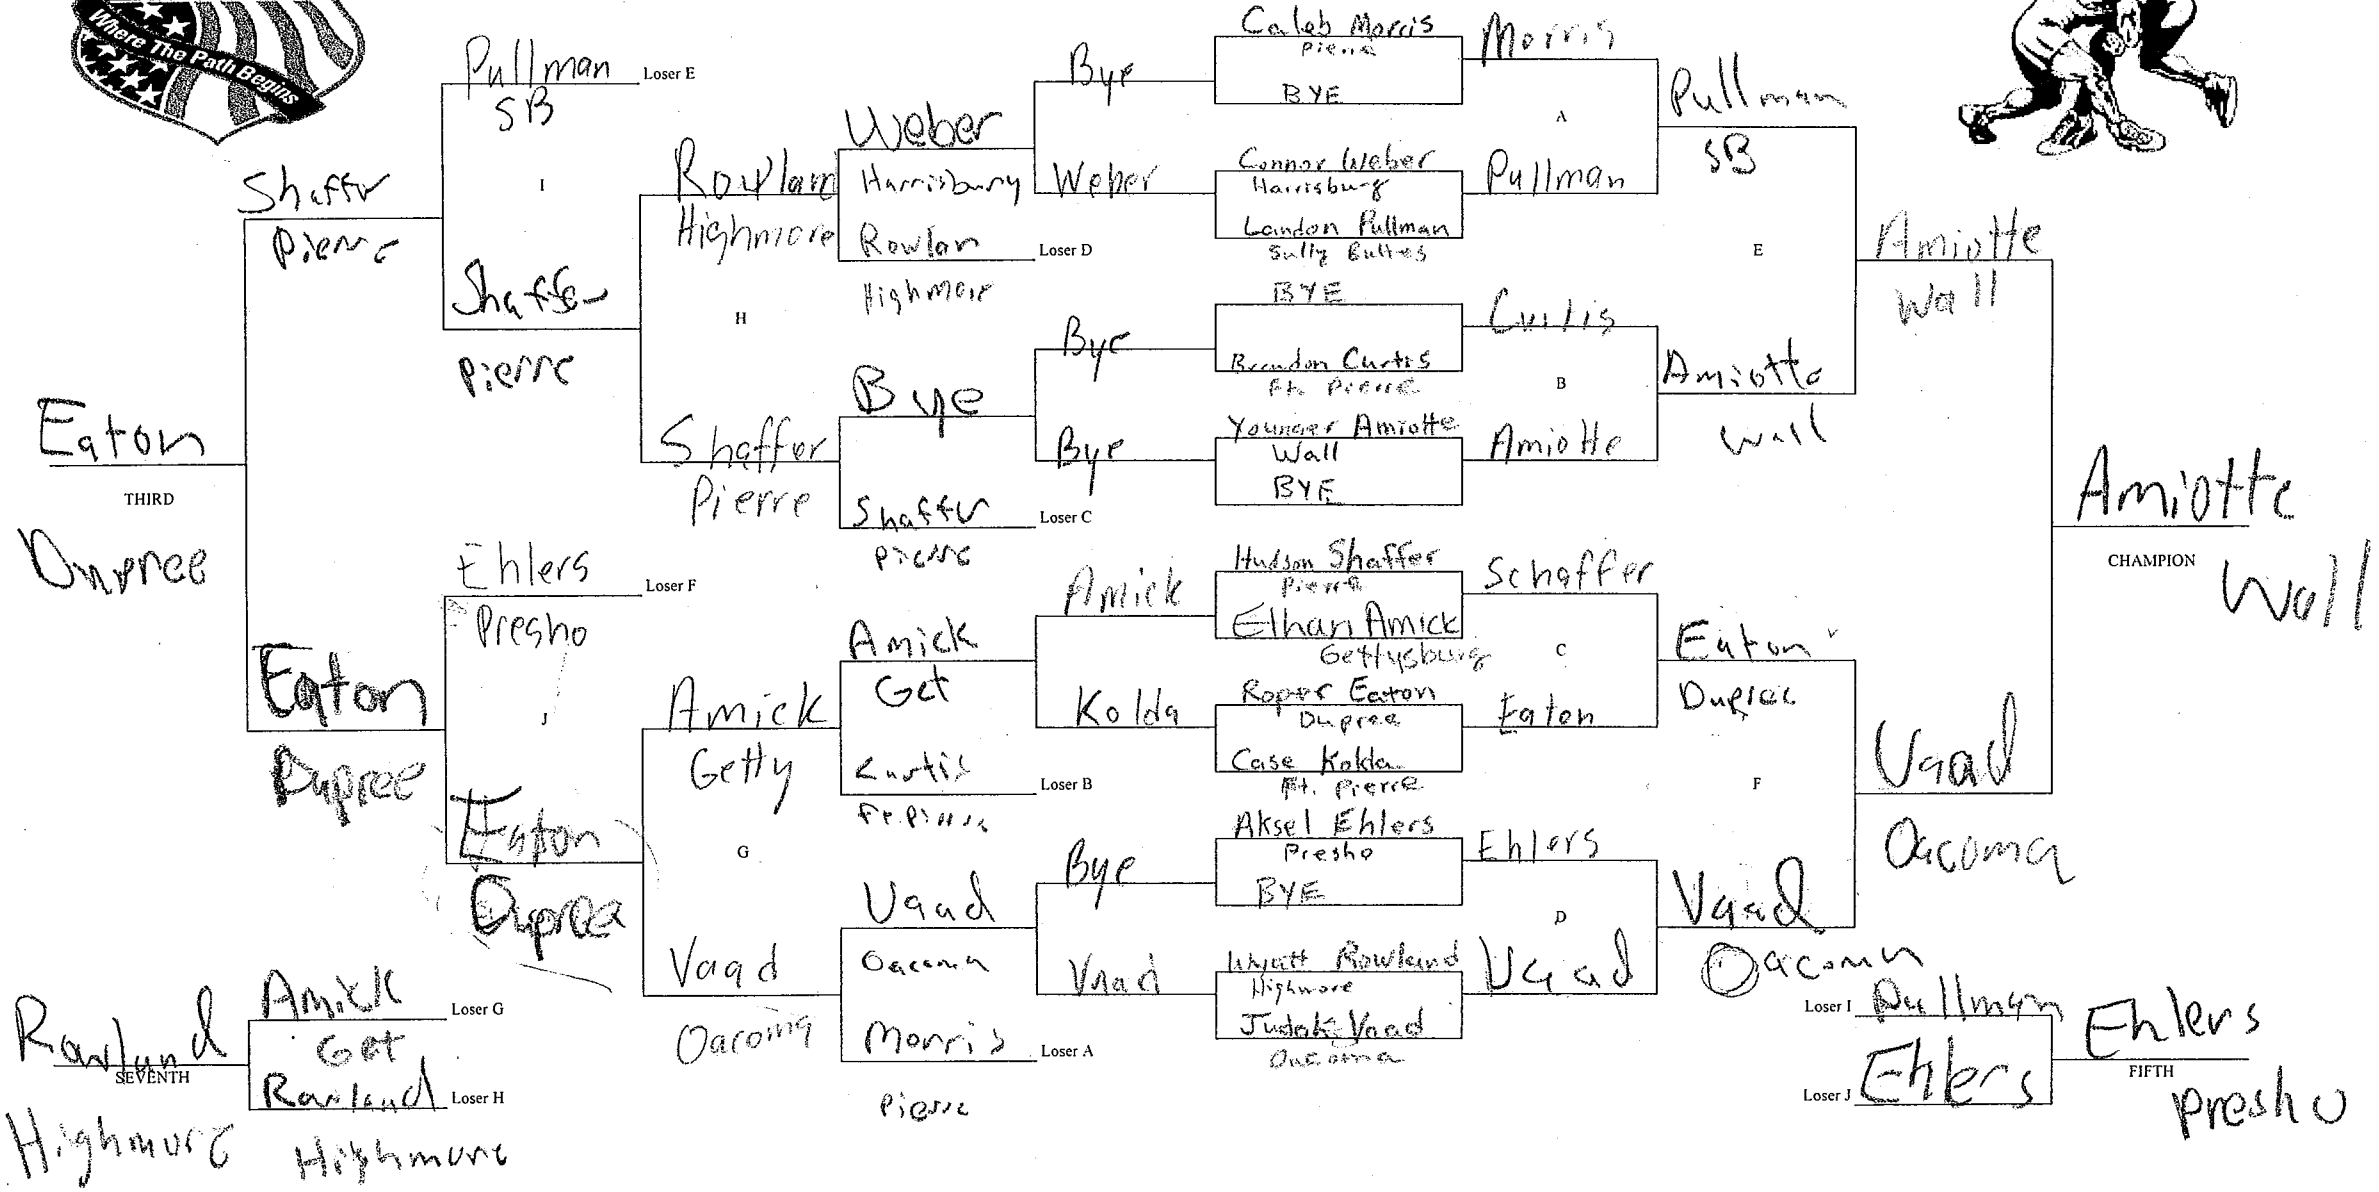 Where The Path Begins
Pullman
Loser E
SB
I
Shaffer
Pierre
Shaffer
Pierre
Eaton
THIRD
Dupree
Ehlers
Loser F
Presho
J
Eaton
Dupree
Eaton
Dupree
Amick
Loser G
Get
Rowland
SEVENTH
Rowland
Loser H
Highmore
Highmore
Rowlan
Highmore
H
Shaffer
Pierre
Amick
Getty
G
Vaad
Oacoma
Weber
Harrisburg
Rowlan
Loser D
Highmore
Bye
Shaffer
Loser C
Pierre
Amick
Get
Curtis
Loser B
Ft. Pierre
Vaad
Oacoma
Morris
Loser A
Pierre
Bye
Weber
Bye
Bye
Amick
Kolda
Bye
Vaad
Caleb Morris
Pierre
BYE
Connor Weber
Harrisburg
Landon Pullman
Sully Buttes
BYE
Brendon Curtis
Ft. Pierre
Younger Amiotte
Wall
BYE
Hudson Shaffer
Pierre
Ethan Amick
Gettysburg
Roper Eaton
Dupree
Case Kolda
Ft. Pierre
Aksel Ehlers
Presho
BYE
Wyatt Rowland
Highmore
Judak Vaad
Oacoma
Morris
A
Pullman
Curtis
B
Amiotte
Schaffer
C
Eaton
Ehlers
D
Vaad
Pullman
SB
E
Amiotte
Wall
Eaton
Dupree
F
Vaad
Oacoma
Amiotte
Wall
Vaad
Oacoma
Amiotte
CHAMPION
Wall
Loser I
Pullman
Ehlers
Loser J
Ehlers
FIFTH
Presho